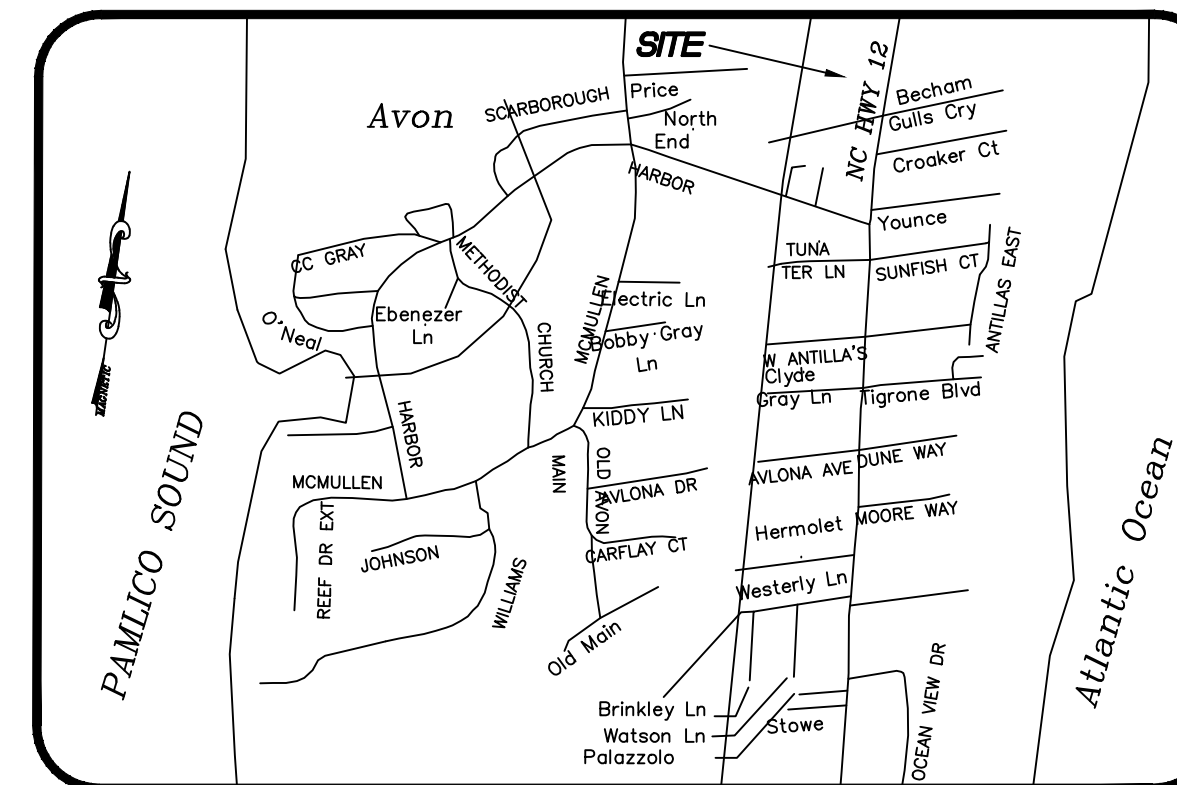 SITE
NC HWY 12
Avon
SCARBOROUGH
Price
North
End
HARBOR
Becham
Gulls Cry
Croaker Ct
Younce
TUNA
TER LN
SUNFISH CT
ANTILLAS EAST
CC GRAY
METHODIST
O'Neal
Ebenezer
Ln
CHURCH
MCMULLEN
Electric Ln
Bobby Gray
Ln
W ANTILLA'S
Clyde
Gray Ln
Tigrone Blvd
MAGNETIC
HARBOR
KIDDY LN
MAIN
OLD AVON
AVLONA DR
AVLONA AVE
DUNE WAY
MCMULLEN
REEF DR EXT
JOHNSON
WILLIAMS
CARFLAY CT
Hermolet
MOORE WAY
Westerly Ln
Old Main
PAMLICO SOUND
Atlantic Ocean
Brinkley Ln
Watson Ln
Palazzolo
Stowe
OCEAN VIEW DR